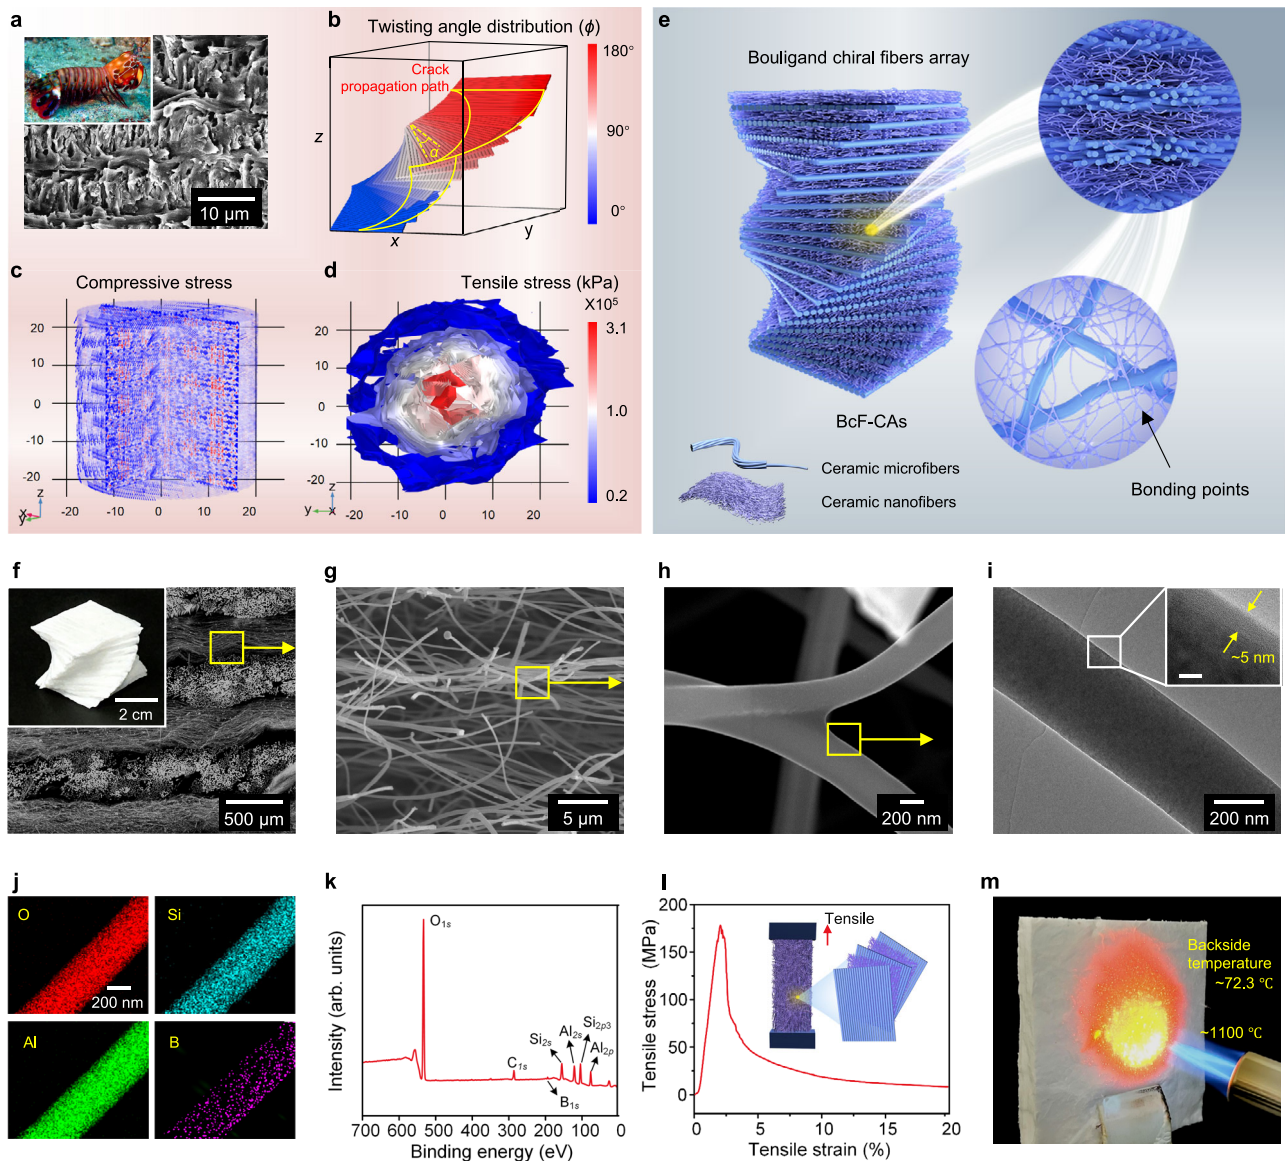 a
10 µm
b
Twisting angle distribution (ϕ)
Crack
propagation path
α
z
x
y
180°
90°
0°
c
Compressive stress
20
10
0
-10
-20
z
x
y
-20
-10
0
10
20
d
Tensile stress (kPa)
X10⁵
20
10
0
-10
-20
z
y
x
-20
-10
0
10
20
3.1
1.0
0.2
e
Bouligand chiral fibers array
BcF-CAs
Ceramic microfibers
Ceramic nanofibers
Bonding points
f
2 cm
500 µm
g
5 µm
h
200 nm
i
~5 nm
200 nm
j
O
200 nm
Si
Al
B
k
Intensity (arb. units)
O1s
C1s
B1s
Si2s
Al2s
Si2p3
Al2p
700 600 500 400 300 200 100 0
Binding energy (eV)
l
Tensile stress (MPa)
200
150
100
50
0
Tensile
0 5 10 15 20
Tensile strain (%)
m
Backside
temperature
~72.3 ℃
~1100 ℃